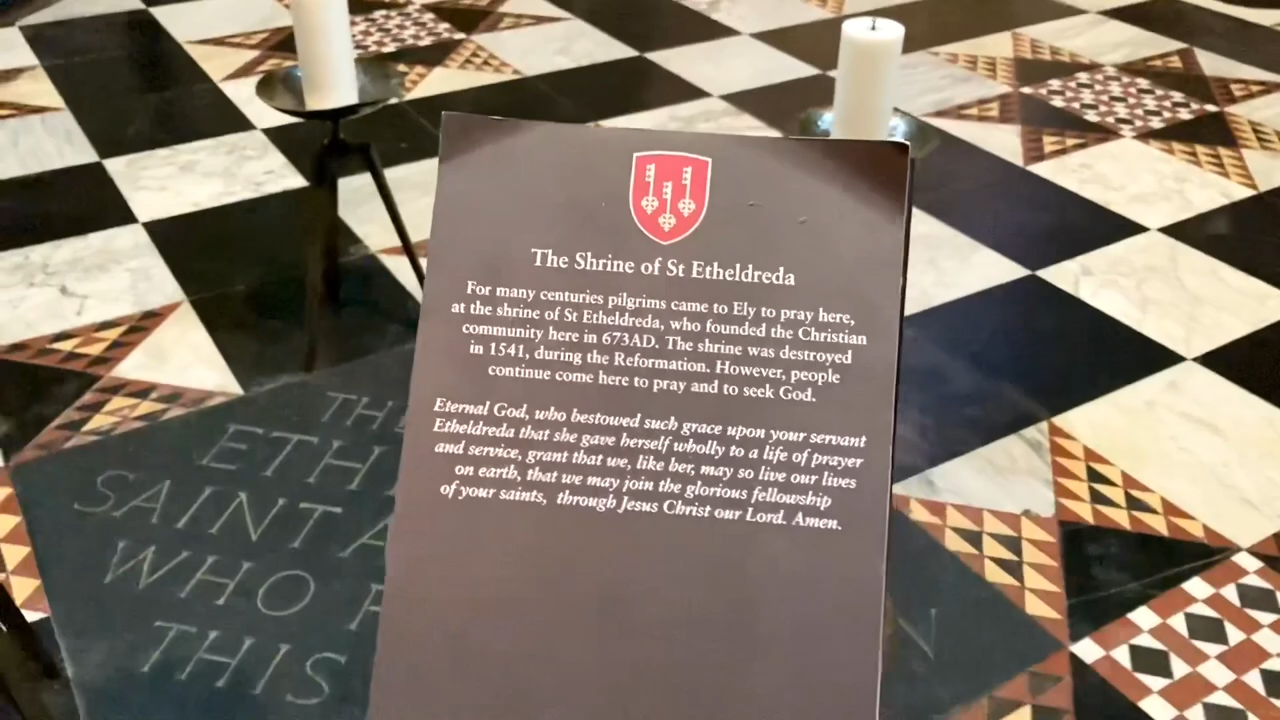 The Shrine of St Etheldreda
For many centuries pilgrims came to Ely to pray here,
at the shrine of St Etheldreda, who founded the Christian
community here in 673AD. The shrine was destroyed
in 1541, during the Reformation. However, people
continue come here to pray and to seek God.
Eternal God, who bestowed such grace upon your servant
Etheldreda that she gave herself wholly to a life of prayer
and service, grant that we, like her, may so live our lives
on earth, that we may join the glorious fellowship
of your saints, through Jesus Christ our Lord. Amen.
SAINT
WHO
THIS